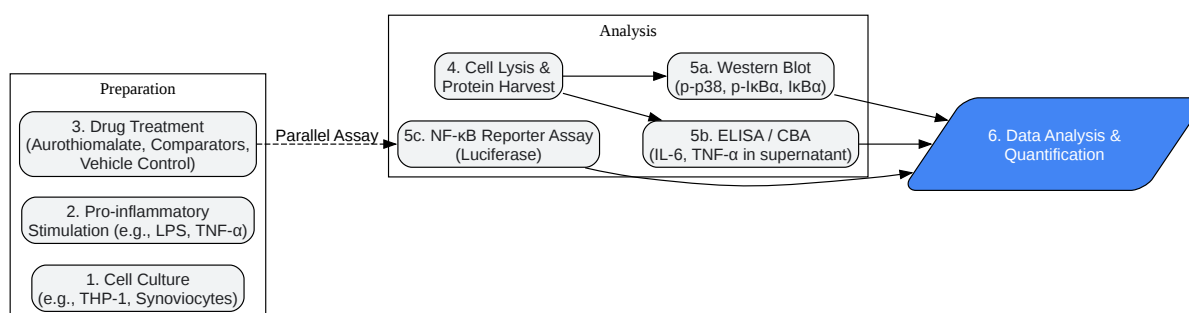 Preparation
3. Drug Treatment
(Aurothiomalate, Comparators,
Vehicle Control)
2. Pro-inflammatory
Stimulation (e.g., LPS, TNF-α)
1. Cell Culture
(e.g., THP-1, Synoviocytes)
Parallel Assay
Analysis
4. Cell Lysis &
Protein Harvest
5a. Western Blot
(p-p38, p-IκBα, IκBα)
5c. NF-κB Reporter Assay
(Luciferase)
5b. ELISA / CBA
(IL-6, TNF-α in supernatant)
6. Data Analysis &
Quantification